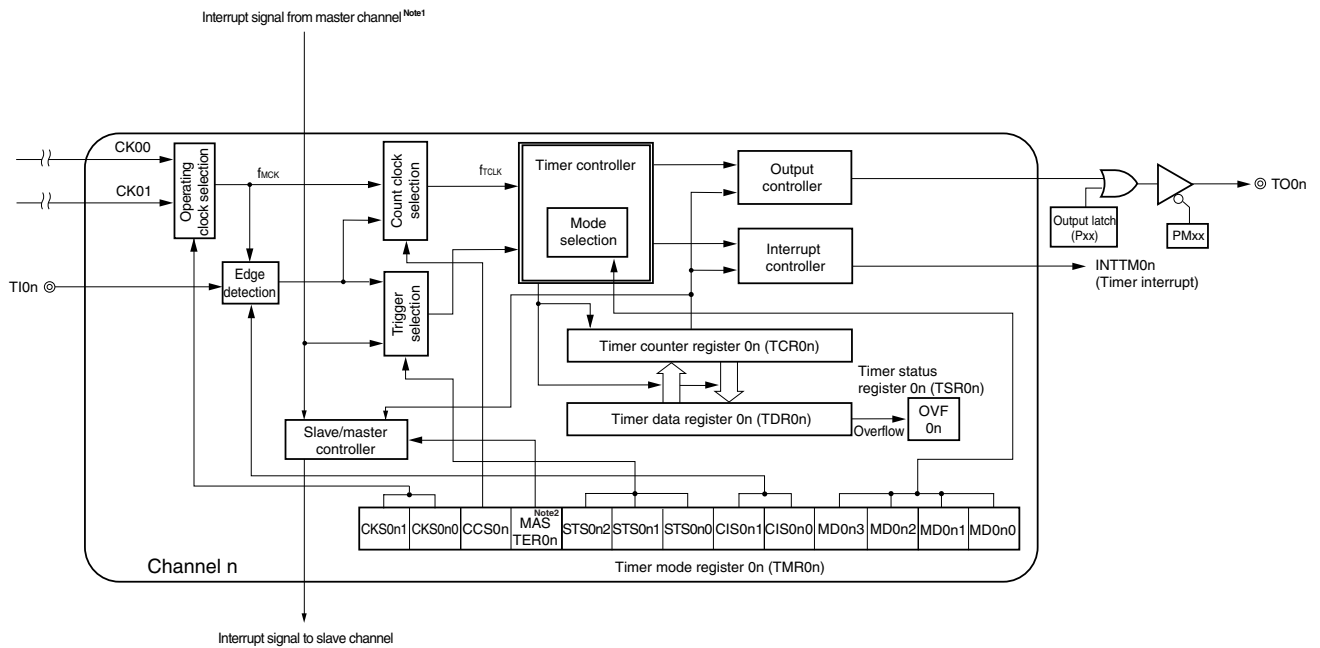 Interrupt signal from master channel Note1
CK00
CK01
Operating
clock selection
fMCK
Count clock
selection
fTCLK
Timer controller
Mode
selection
Output
controller
Output latch
(Pxx)
PMxx
TO0n
Interrupt
controller
INTTM0n
(Timer interrupt)
TI0n
Edge
detection
Trigger
selection
Timer counter register 0n (TCR0n)
Timer status
register 0n (TSR0n)
Timer data register 0n (TDR0n)
Overflow
OVF
0n
Slave/master
controller
CKS0n1
CKS0n0
CCS0n
Note2
MAS
TER0n
STS0n2
STS0n1
STS0n0
CIS0n1
CIS0n0
MD0n3
MD0n2
MD0n1
MD0n0
Channel n
Timer mode register 0n (TMR0n)
Interrupt signal to slave channel